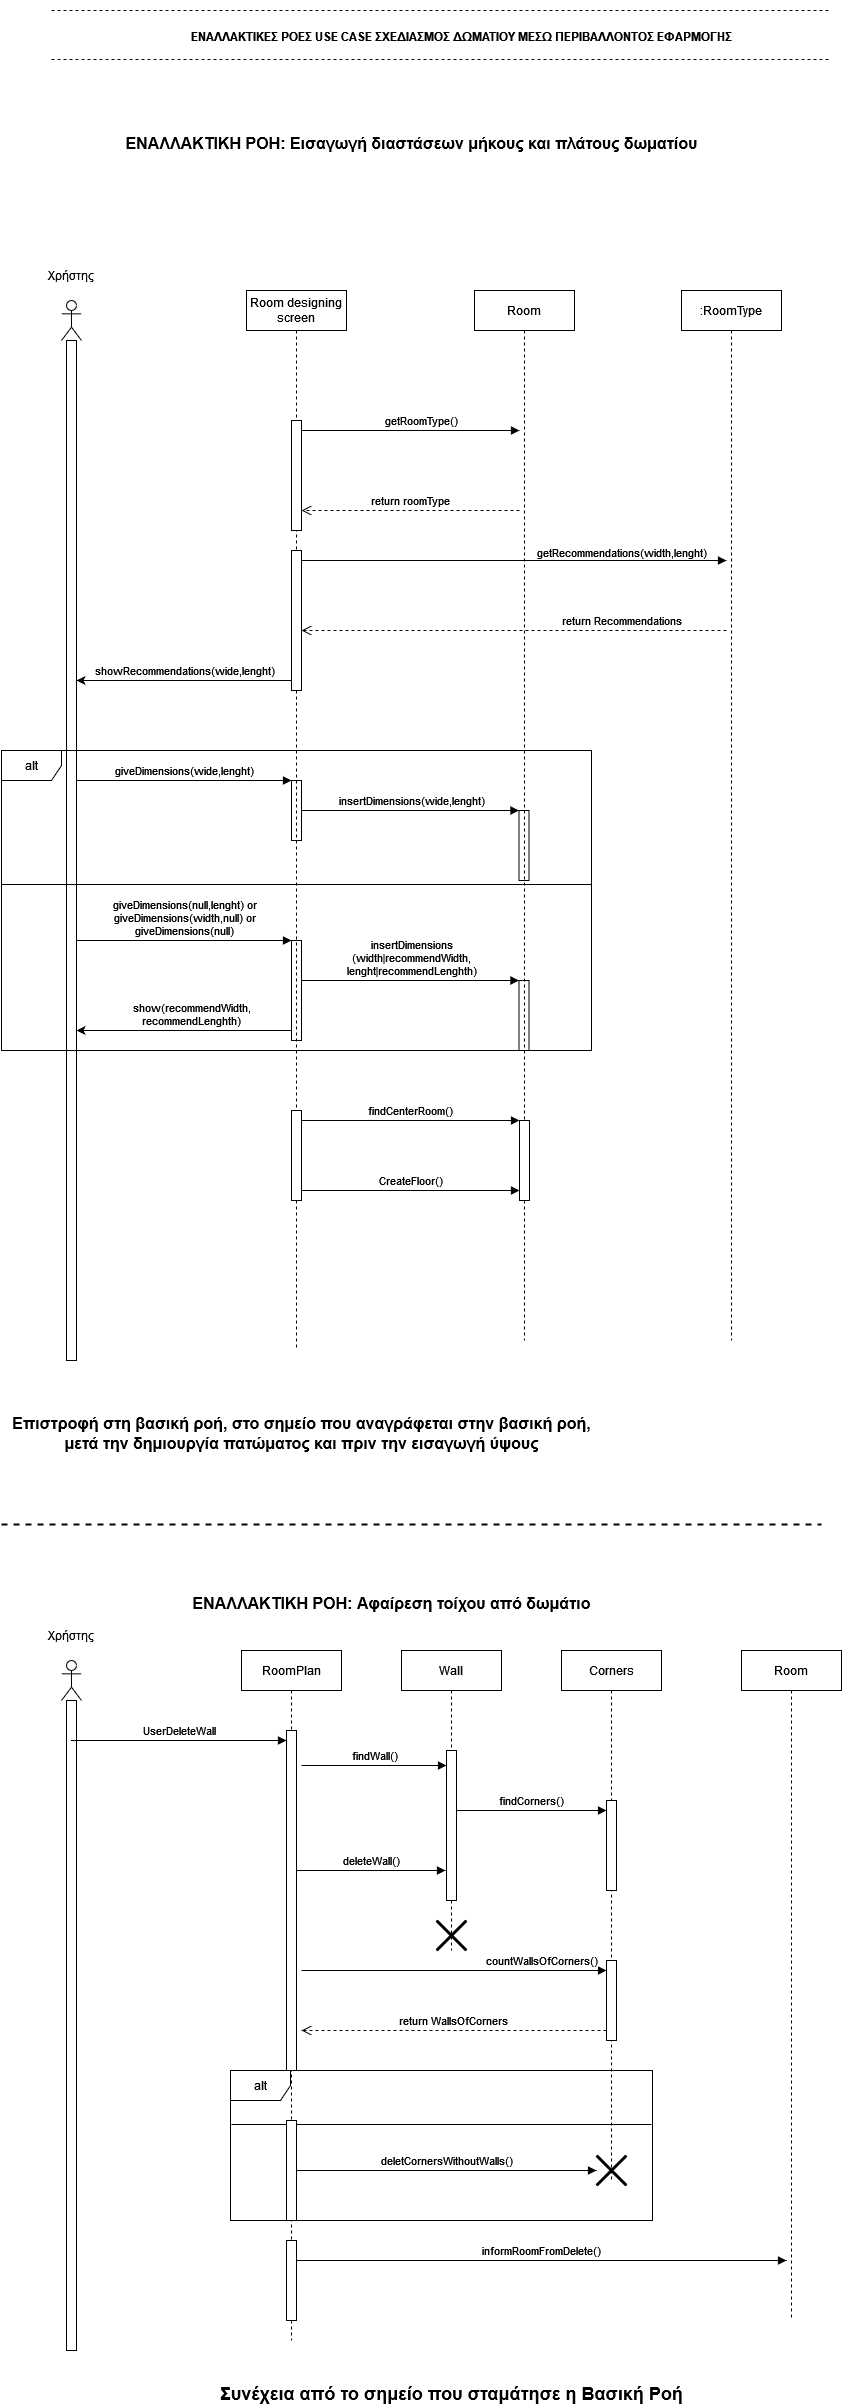 ΕΝΑΛΛΑΚΤΙΚΕΣ ΡΟΕΣ USE CASE ΣΧΕΔΙΑΣΜΟΣ ΔΩΜΑΤΙΟΥ ΜΕΣΩ ΠΕΡΙΒΑΛΛΟΝΤΟΣ ΕΦΑΡΜΟΓΗΣ
ΕΝΑΛΛΑΚΤΙΚΗ ΡΟΗ: Εισαγωγή διαστάσεων μήκους και πλάτους δωματίου
Χρήστης
Room designing
screen
Room
:RoomType
getRoomType()
return roomType
getRecommendations(width,lenght)
return Recommendations
showRecommendations(wide,lenght)
alt
giveDimensions(wide,lenght)
insertDimensions(wide,lenght)
giveDimensions(null,lenght) or
giveDimensions(width,null) or
giveDimensions(null)
insertDimensions
(width|recommendWidth,
lenght|recommendLenghth)
show(recommendWidth,
recommendLenghth)
findCenterRoom()
CreateFloor()
Επιστροφή στη βασική ροή, στο σημείο που αναγράφεται στην βασική ροή,
μετά την δημιουργία πατώματος και πριν την εισαγωγή ύψους
ΕΝΑΛΛΑΚΤΙΚΗ ΡΟΗ: Αφαίρεση τοίχου από δωμάτιο
Χρήστης
RoomPlan
Wall
Corners
Room
UserDeleteWall
findWall()
findCorners()
deleteWall()
countWallsOfCorners()
return WallsOfCorners
alt
deletCornersWithoutWalls()
informRoomFromDelete()
Συνέχεια από το σημείο που σταμάτησε η Βασική Ροή